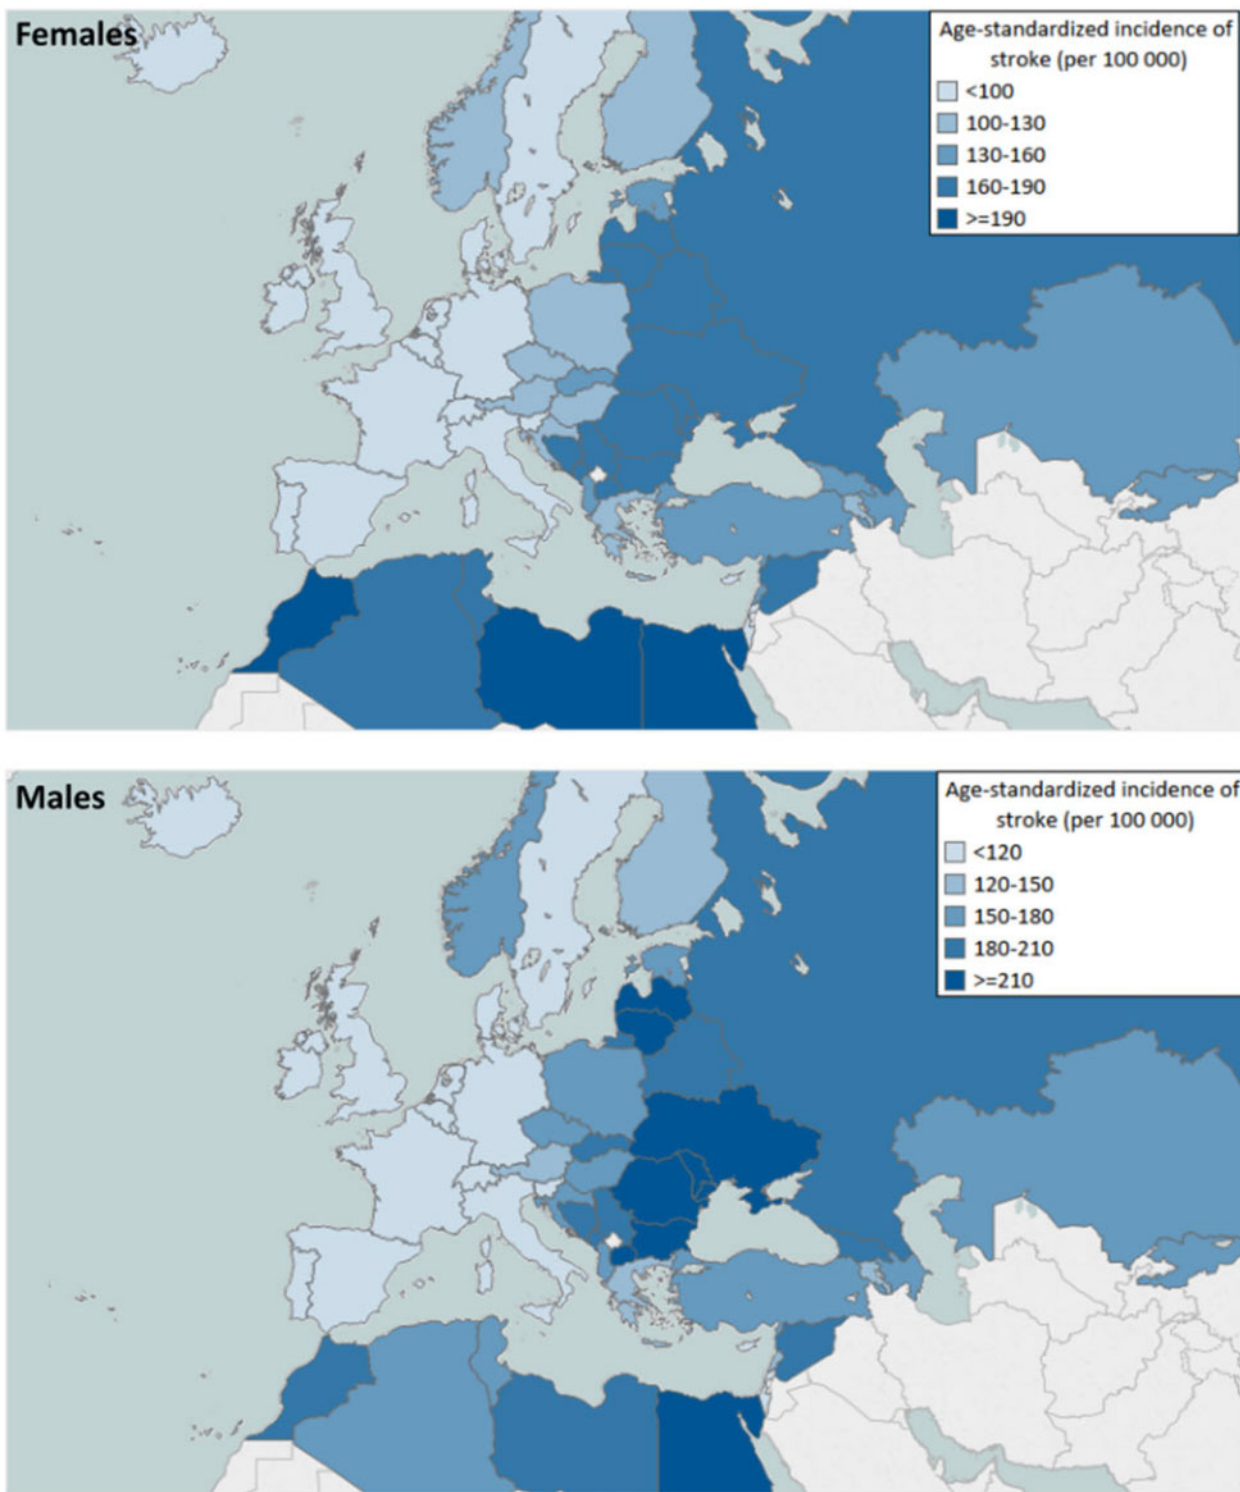 Females
Age-standardized incidence of
stroke (per 100 000)
<100
100-130
130-160
160-190
>=190
Males
Age-standardized incidence of
stroke (per 100 000)
<120
120-150
150-180
180-210
>=210